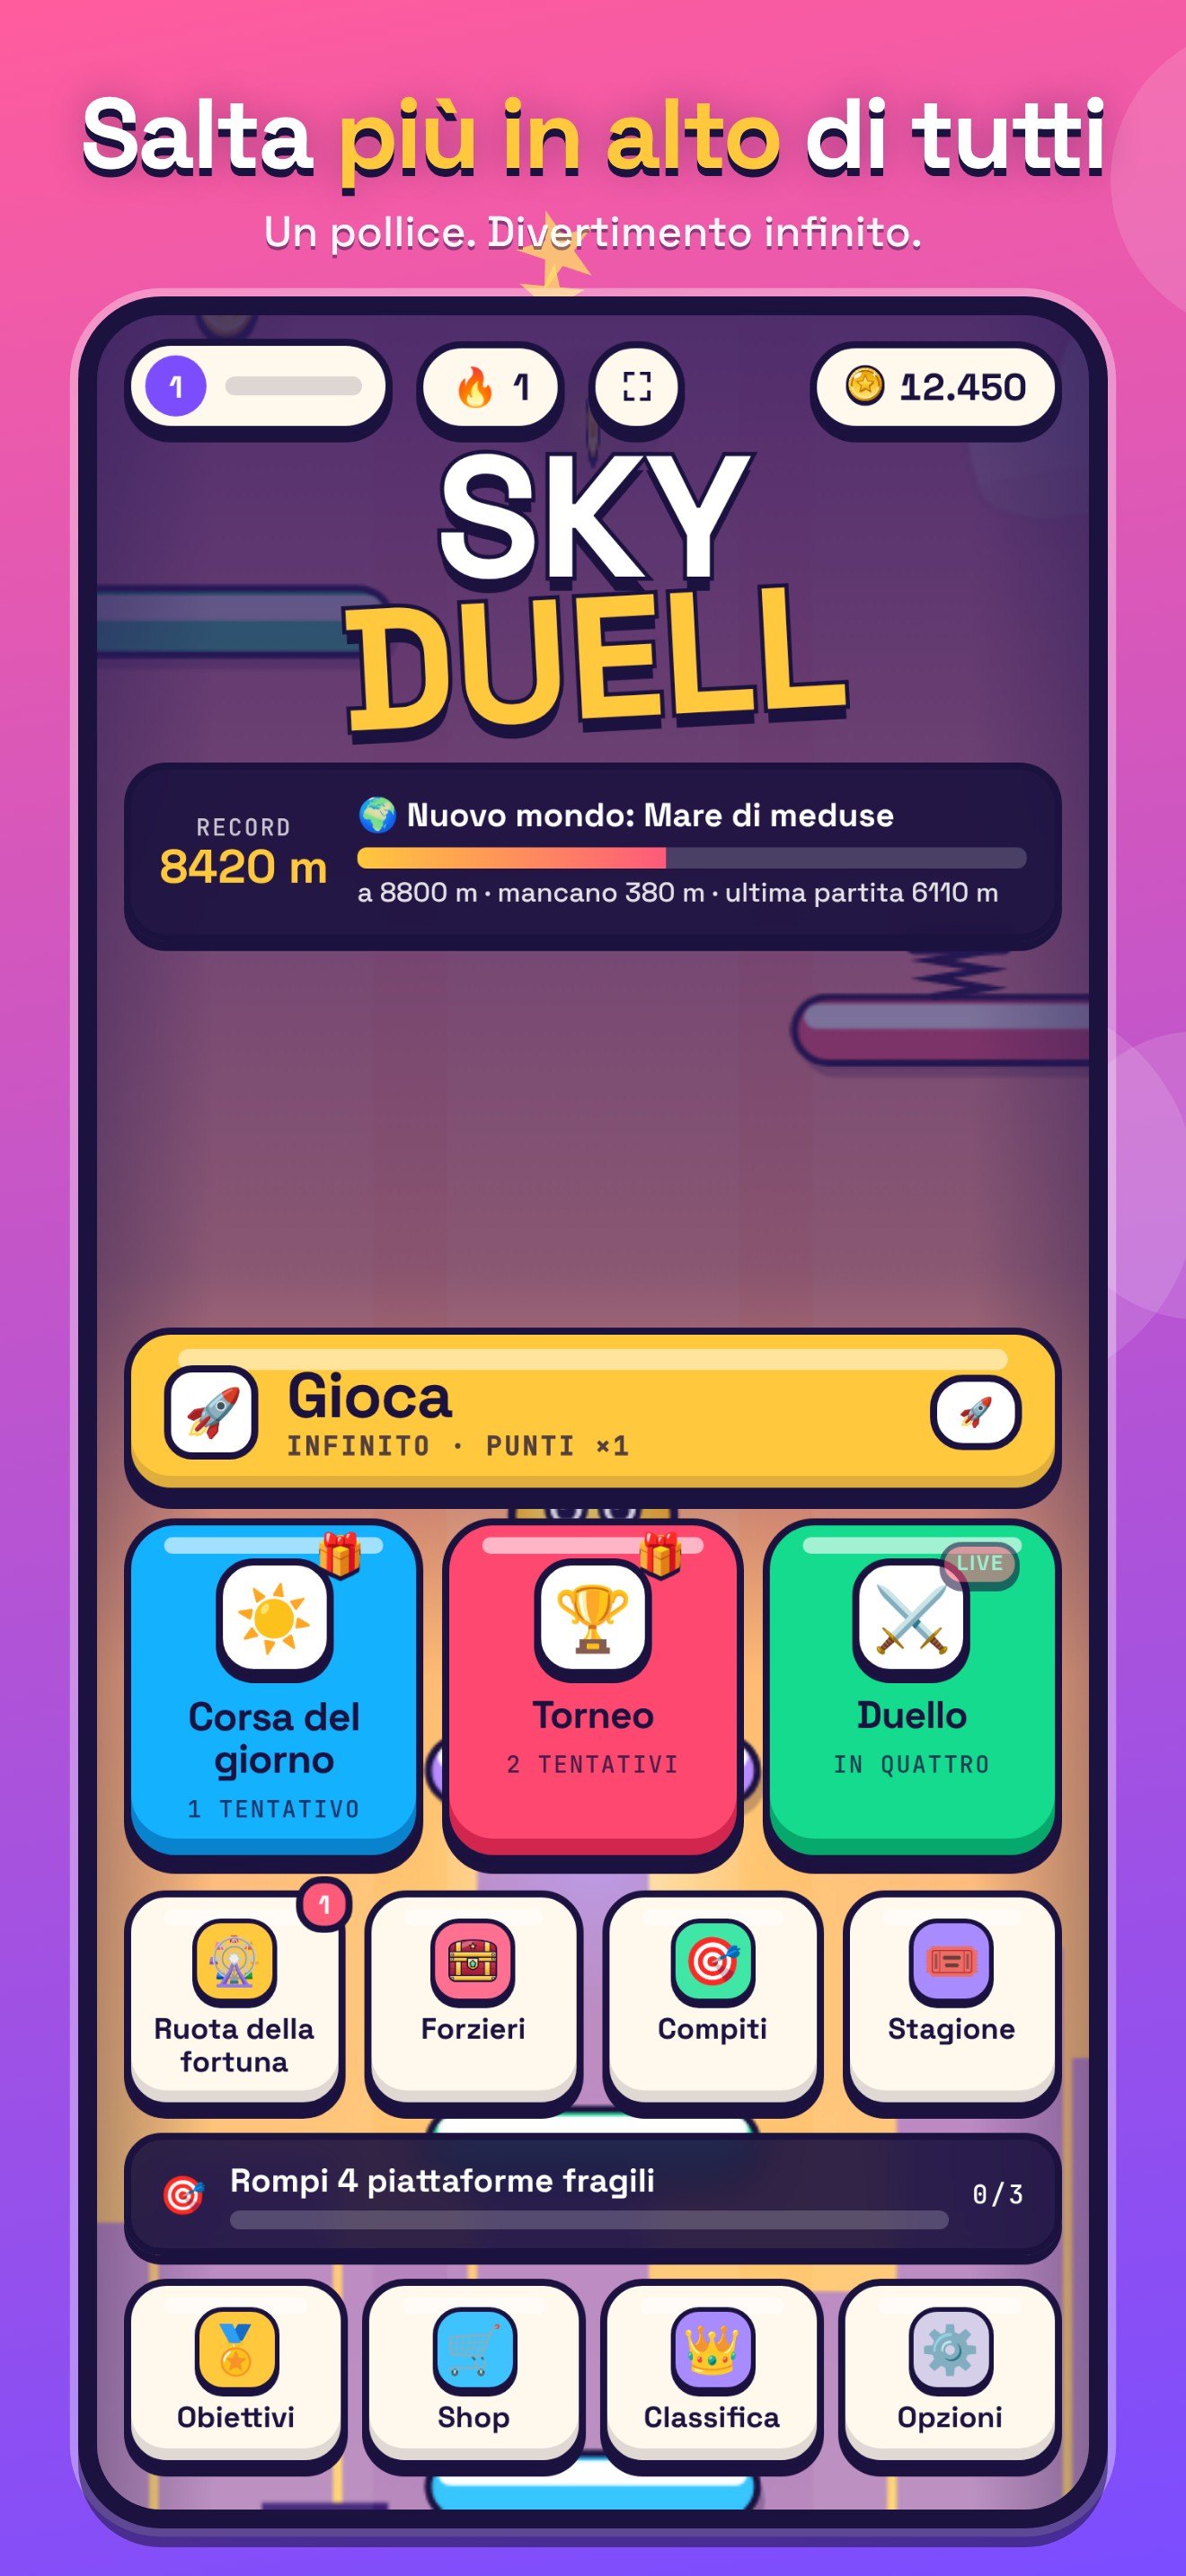 Salta più in alto di tutti
Un pollice. Divertimento infinito.
1
1
12.450
SKY
DUELL
RECORD
8420 m
Nuovo mondo: Mare di meduse
a 8800 m · mancano 380 m · ultima partita 6110 m
Gioca
INFINITO · PUNTI ×1
LIVE
Corsa del
giorno
1 TENTATIVO
Torneo
2 TENTATIVI
Duello
IN QUATTRO
1
Ruota della
fortuna
Forzieri
Compiti
Stagione
Rompi 4 piattaforme fragili
0/3
Obiettivi
Shop
Classifica
Opzioni